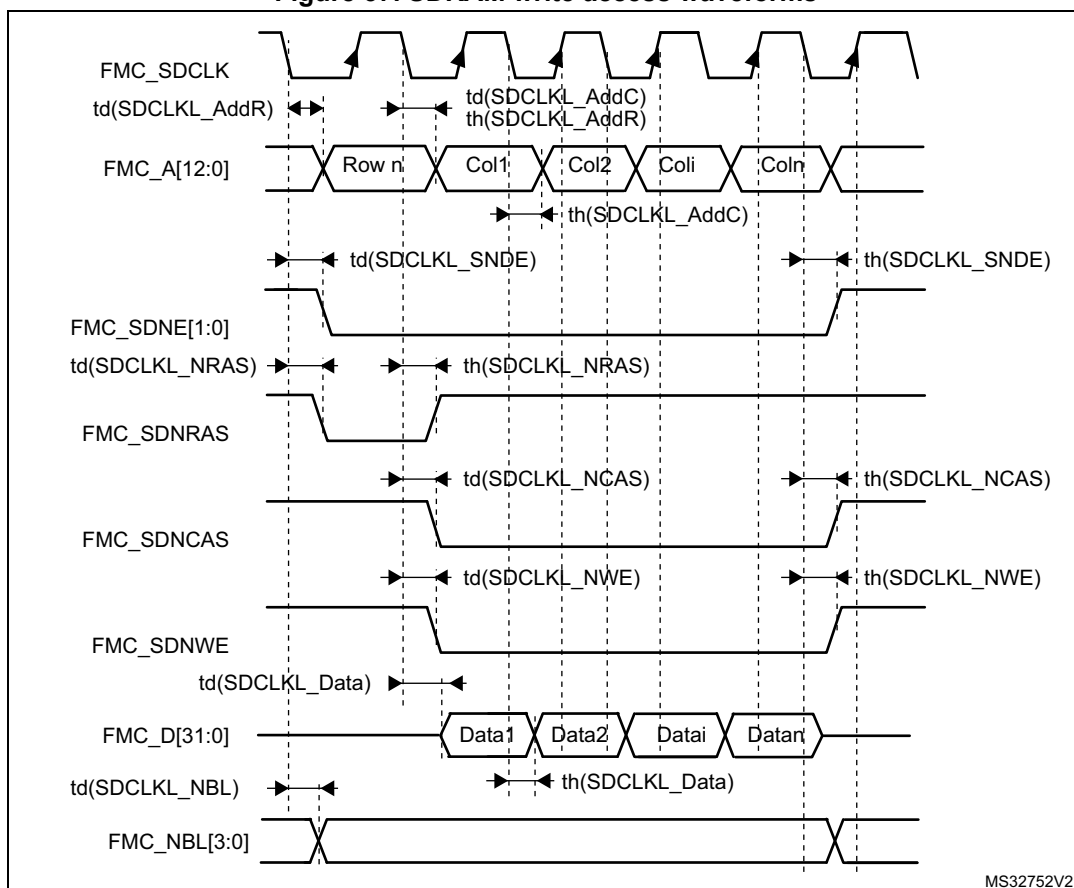 FMC_SDCLK
td(SDCLKL_AddR)
td(SDCLKL_AddC)
th(SDCLKL_AddR)
FMC_A[12:0]
Row n
Col1
Col2
Coli
Coln
th(SDCLKL_AddC)
td(SDCLKL_SNDE)
th(SDCLKL_SNDE)
FMC_SDNE[1:0]
td(SDCLKL_NRAS)
th(SDCLKL_NRAS)
FMC_SDNRAS
td(SDCLKL_NCAS)
th(SDCLKL_NCAS)
FMC_SDNCAS
td(SDCLKL_NWE)
th(SDCLKL_NWE)
FMC_SDNWE
td(SDCLKL_Data)
FMC_D[31:0]
Data1
Data2
Datai
Datan
th(SDCLKL_Data)
td(SDCLKL_NBL)
FMC_NBL[3:0]
MS32752V2